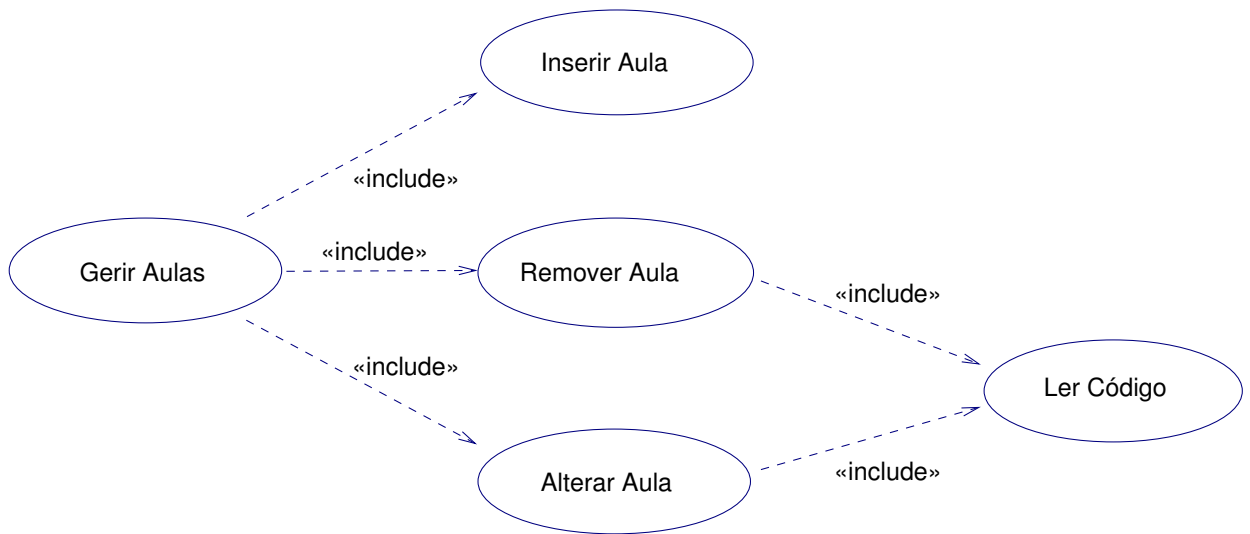 Inserir Aula
«include»
Gerir Aulas
«include»
Remover Aula
«include»
«include»
Ler Código
Alterar Aula
«include»